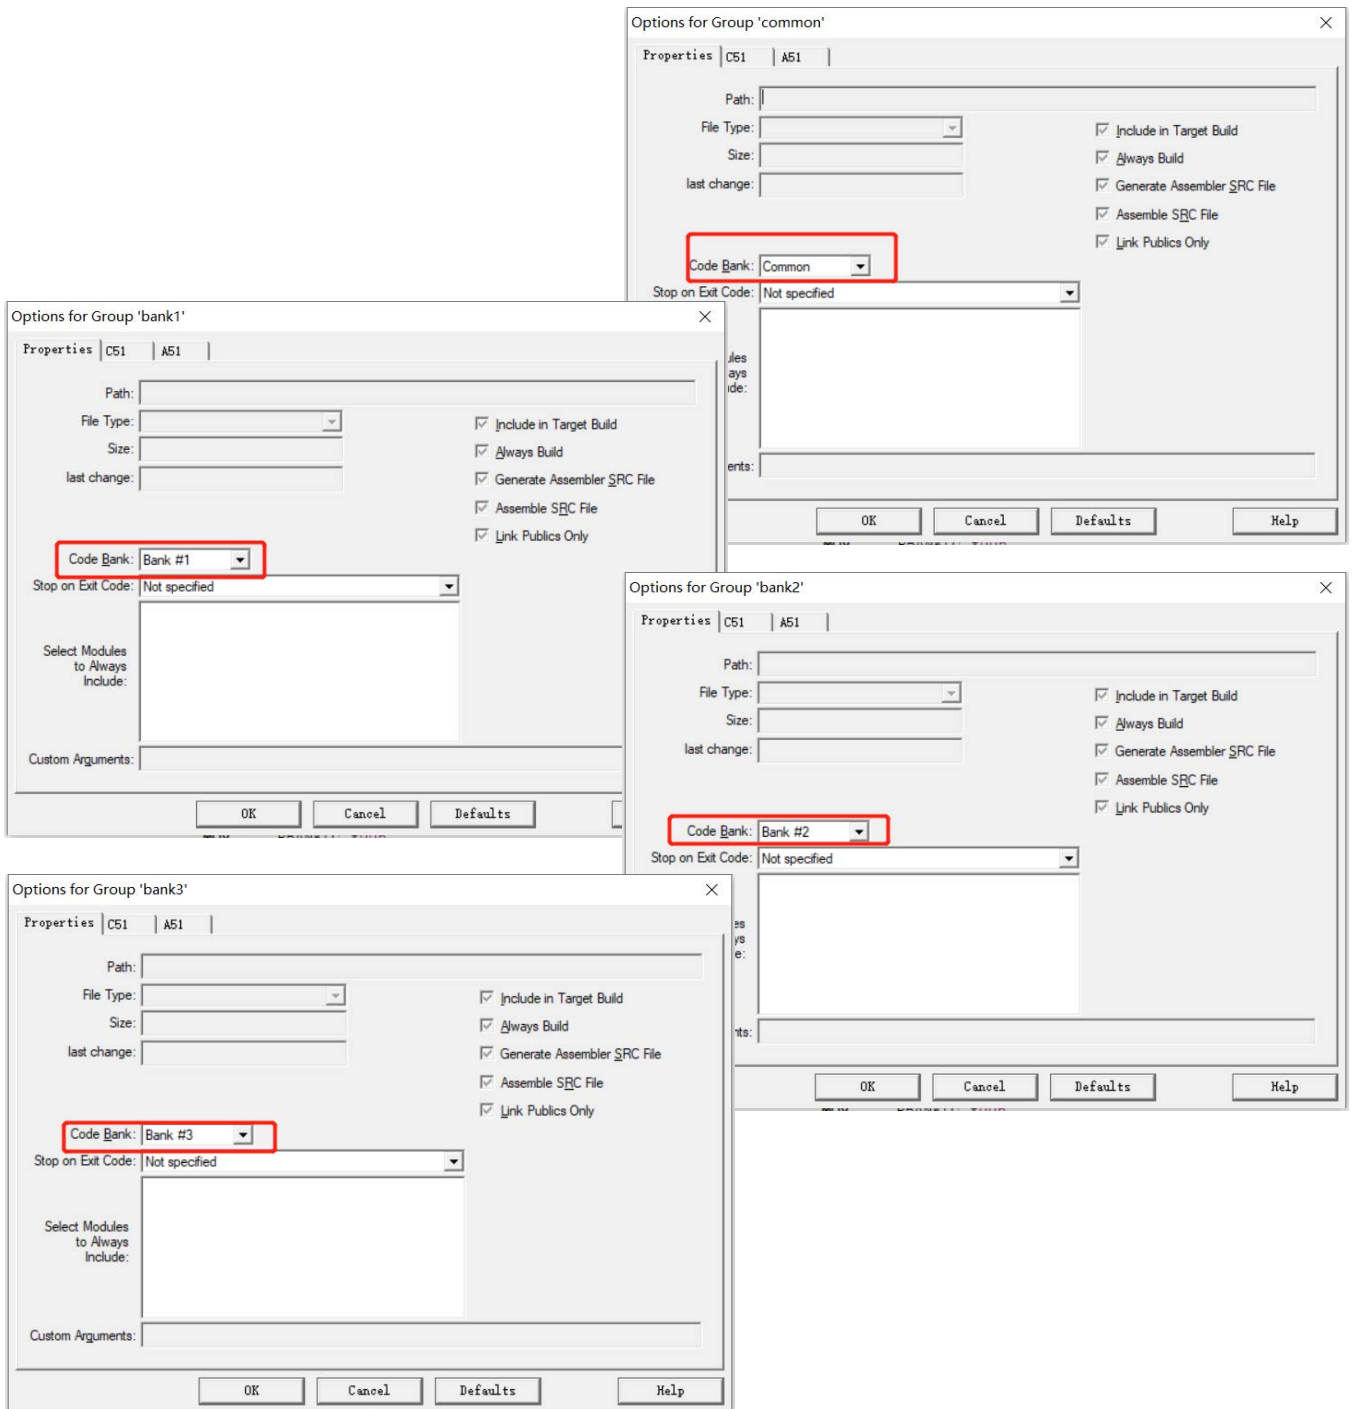 Options for Group 'common'
Properties C51 A51
Path:
File Type:
Include in Target Build
Size:
Always Build
last change:
Generate Assembler SRC File
Assemble SRC File
Link Publics Only
Code Bank: Common
Stop on Exit Code: Not specified
OK Cancel Defaults Help
Options for Group 'bank1'
Properties C51 A51
Path:
File Type:
Include in Target Build
Size:
Always Build
last change:
Generate Assembler SRC File
Assemble SRC File
Link Publics Only
Code Bank: Bank #1
Stop on Exit Code: Not specified
Select Modules
to Always
Include:
Custom Arguments:
OK Cancel Defaults
Options for Group 'bank2'
Properties C51 A51
Path:
File Type:
Include in Target Build
Size:
Always Build
last change:
Generate Assembler SRC File
Assemble SRC File
Link Publics Only
Code Bank: Bank #2
Stop on Exit Code: Not specified
OK Cancel Defaults Help
Options for Group 'bank3'
Properties C51 A51
Path:
File Type:
Include in Target Build
Size:
Always Build
last change:
Generate Assembler SRC File
Assemble SRC File
Link Publics Only
Code Bank: Bank #3
Stop on Exit Code: Not specified
Select Modules
to Always
Include:
Custom Arguments:
OK Cancel Defaults Help